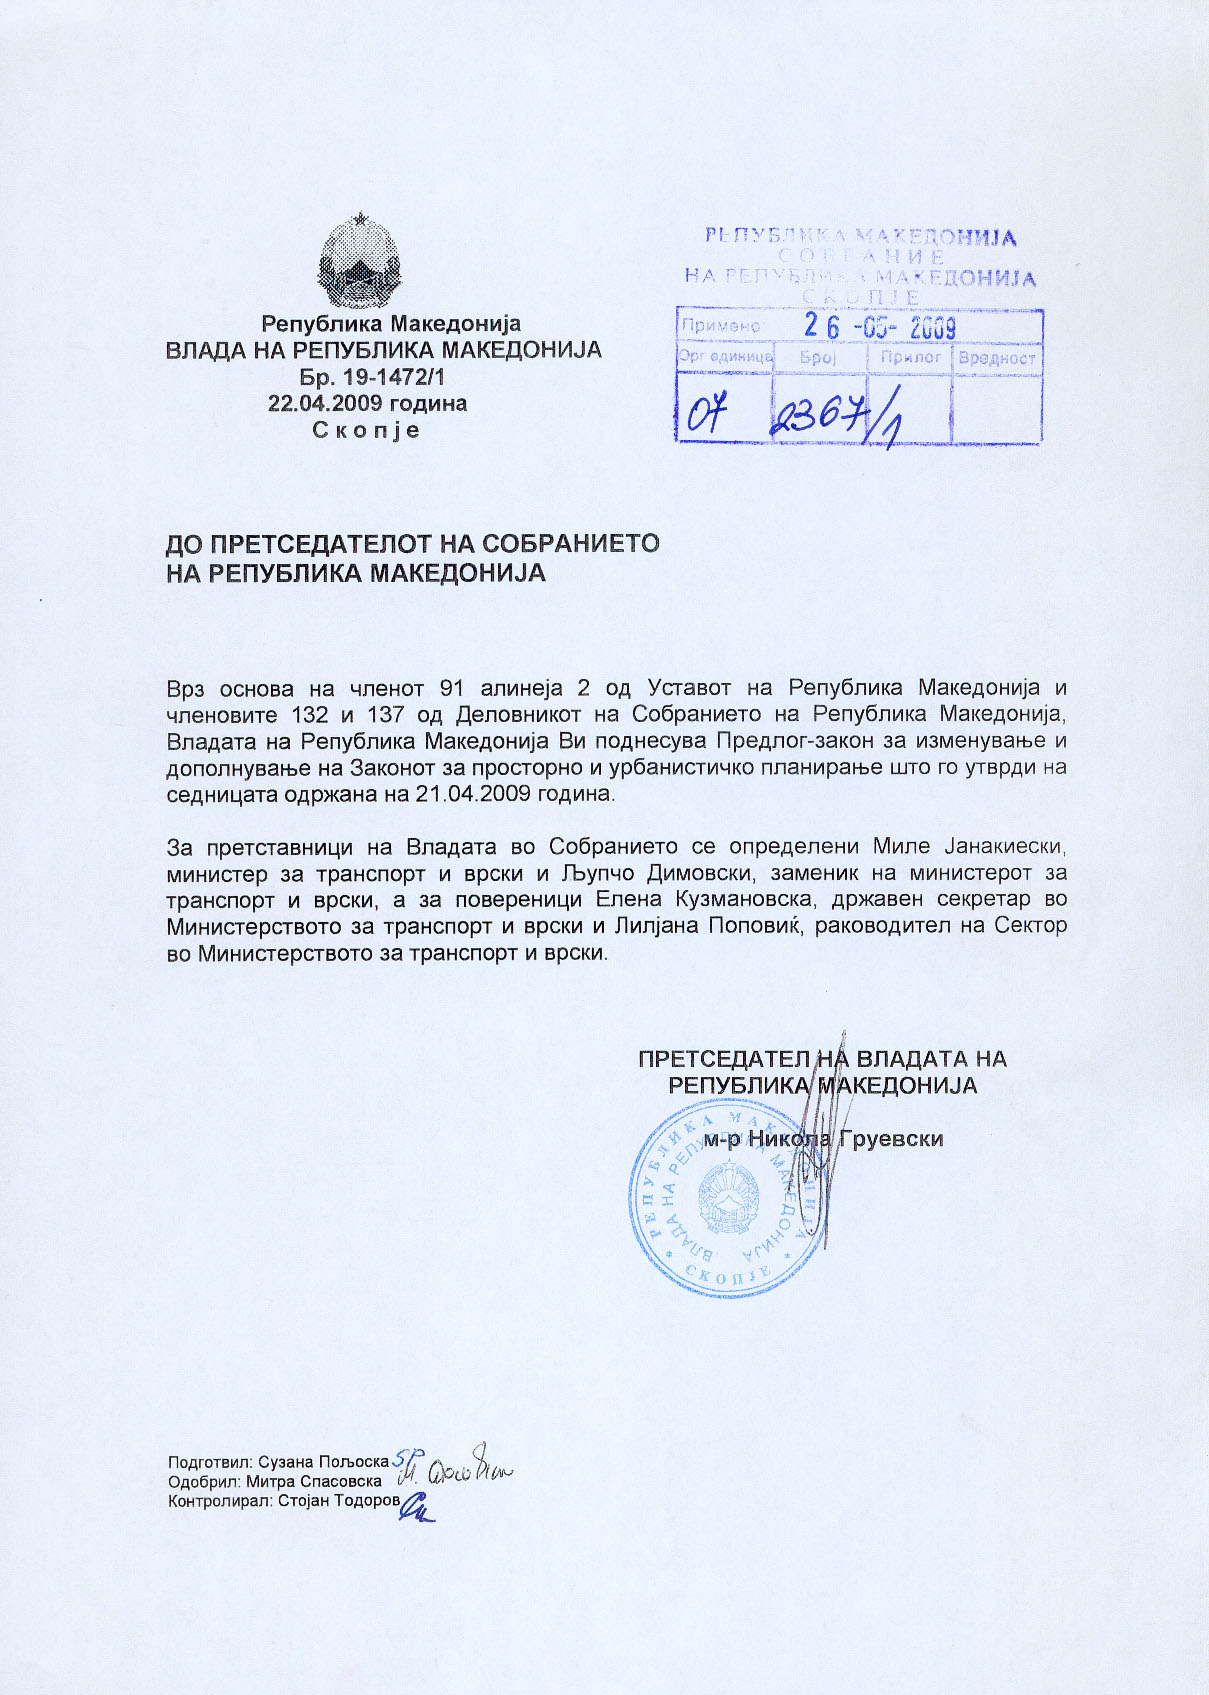 Република Македонија
ВЛАДА НА РЕПУБЛИКА МАКЕДОНИЈА
Бр. 19-1472/1
22.04.2009 година
С к о п ј е
РЕПУБЛИКА МАКЕДОНИЈА
СОБРАНИЕ
НА РЕПУБЛИКА МАКЕДОНИЈА
СКОПЈЕ
Примено 26 -05- 2009
Орг единица Број Прилог Вредност
07 2367/1
ДО ПРЕТСЕДАТЕЛОТ НА СОБРАНИЕТО
НА РЕПУБЛИКА МАКЕДОНИЈА
Врз основа на членот 91 алинеја 2 од Уставот на Република Македонија и
членовите 132 и 137 од Деловникот на Собранието на Република Македонија,
Владата на Република Македонија Ви поднесува Предлог-закон за изменување и
дополнување на Законот за просторно и урбанистичко планирање што го утврди на
седницата одржана на 21.04.2009 година.
За претставници на Владата во Собранието се определени Миле Јанакиески,
министер за транспорт и врски и Љупчо Димовски, заменик на министерот за
транспорт и врски, а за повереници Елена Кузмановска, државен секретар во
Министерството за транспорт и врски и Лилјана Поповиќ, раководител на Сектор
во Министерството за транспорт и врски.
ПРЕТСЕДАТЕЛ НА ВЛАДАТА НА
РЕПУБЛИКА МАКЕДОНИЈА
м-р Никола Груевски
РЕПУБЛИКА МАКЕДОНИЈА
ВЛАДА НА РЕПУБЛИКА МАКЕДОНИЈА
* СКОПЈЕ *
Подготвил: Сузана Пољоска SP
Одобрил: Митра Спасовска
Контролирал: Стојан Тодоров